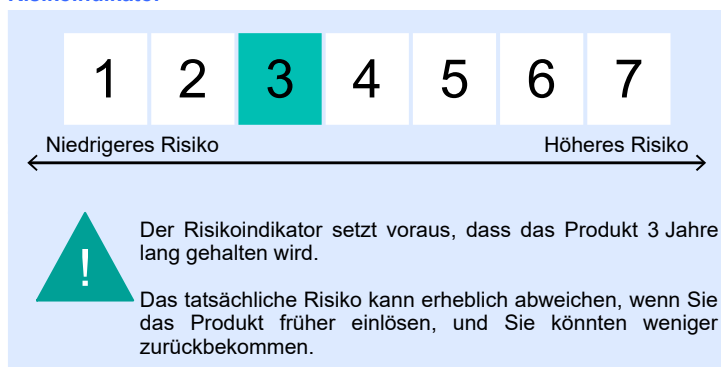 Risikoindikator
1 2 3 4 5 6 7
Niedrigeres Risiko Höheres Risiko
!
Der Risikoindikator setzt voraus, dass das Produkt 3 Jahre
lang gehalten wird.
Das tatsächliche Risiko kann erheblich abweichen, wenn Sie
das Produkt früher einlösen, und Sie könnten weniger
zurückbekommen.